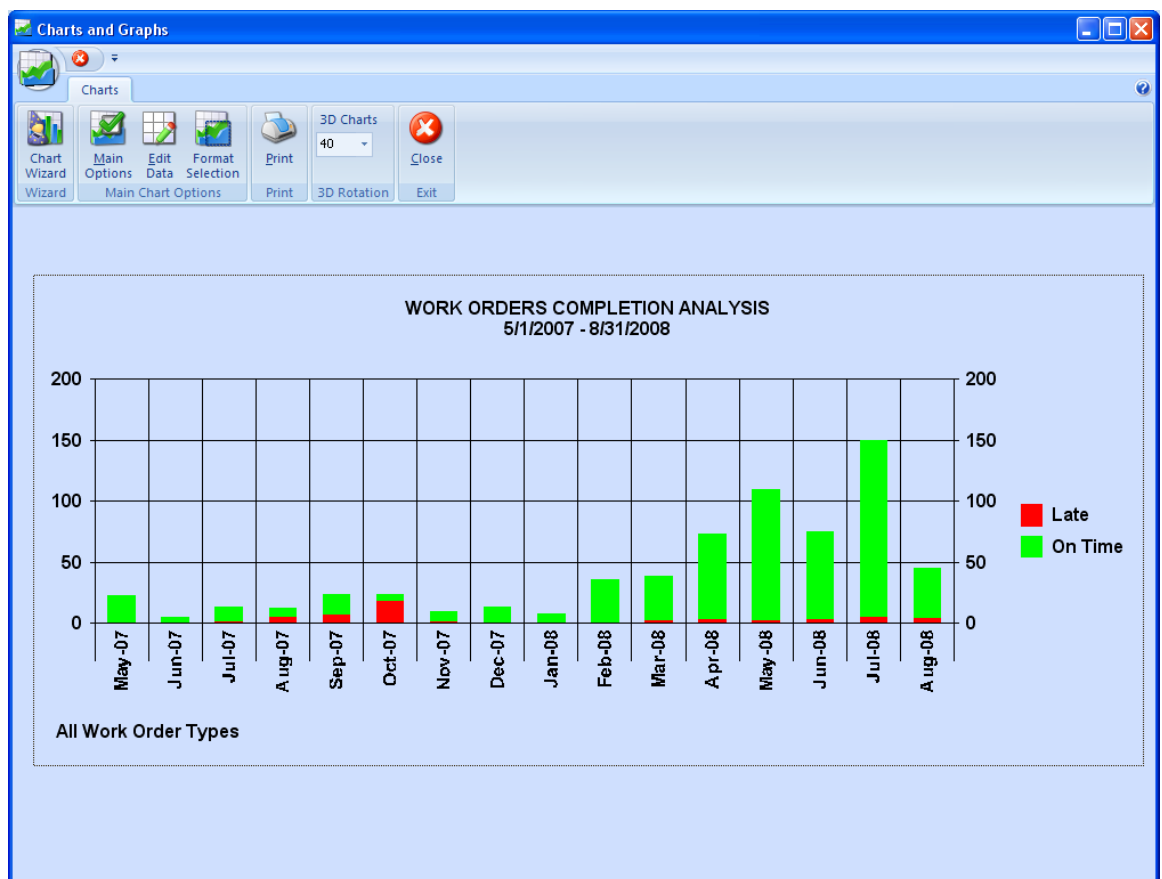 Charts and Graphs
Charts
Chart Wizard
Main Options
Edit Data
Format Selection
Print
3D Charts
40
Close
Wizard
Main Chart Options
Print
3D Rotation
Exit
WORK ORDERS COMPLETION ANALYSIS
5/1/2007 - 8/31/2008
200
150
100
50
0
200
150
100
50
0
Late
On Time
May-07
Jun-07
Jul-07
Aug-07
Sep-07
Oct-07
Nov-07
Dec-07
Jan-08
Feb-08
Mar-08
Apr-08
May-08
Jun-08
Jul-08
Aug-08
All Work Order Types